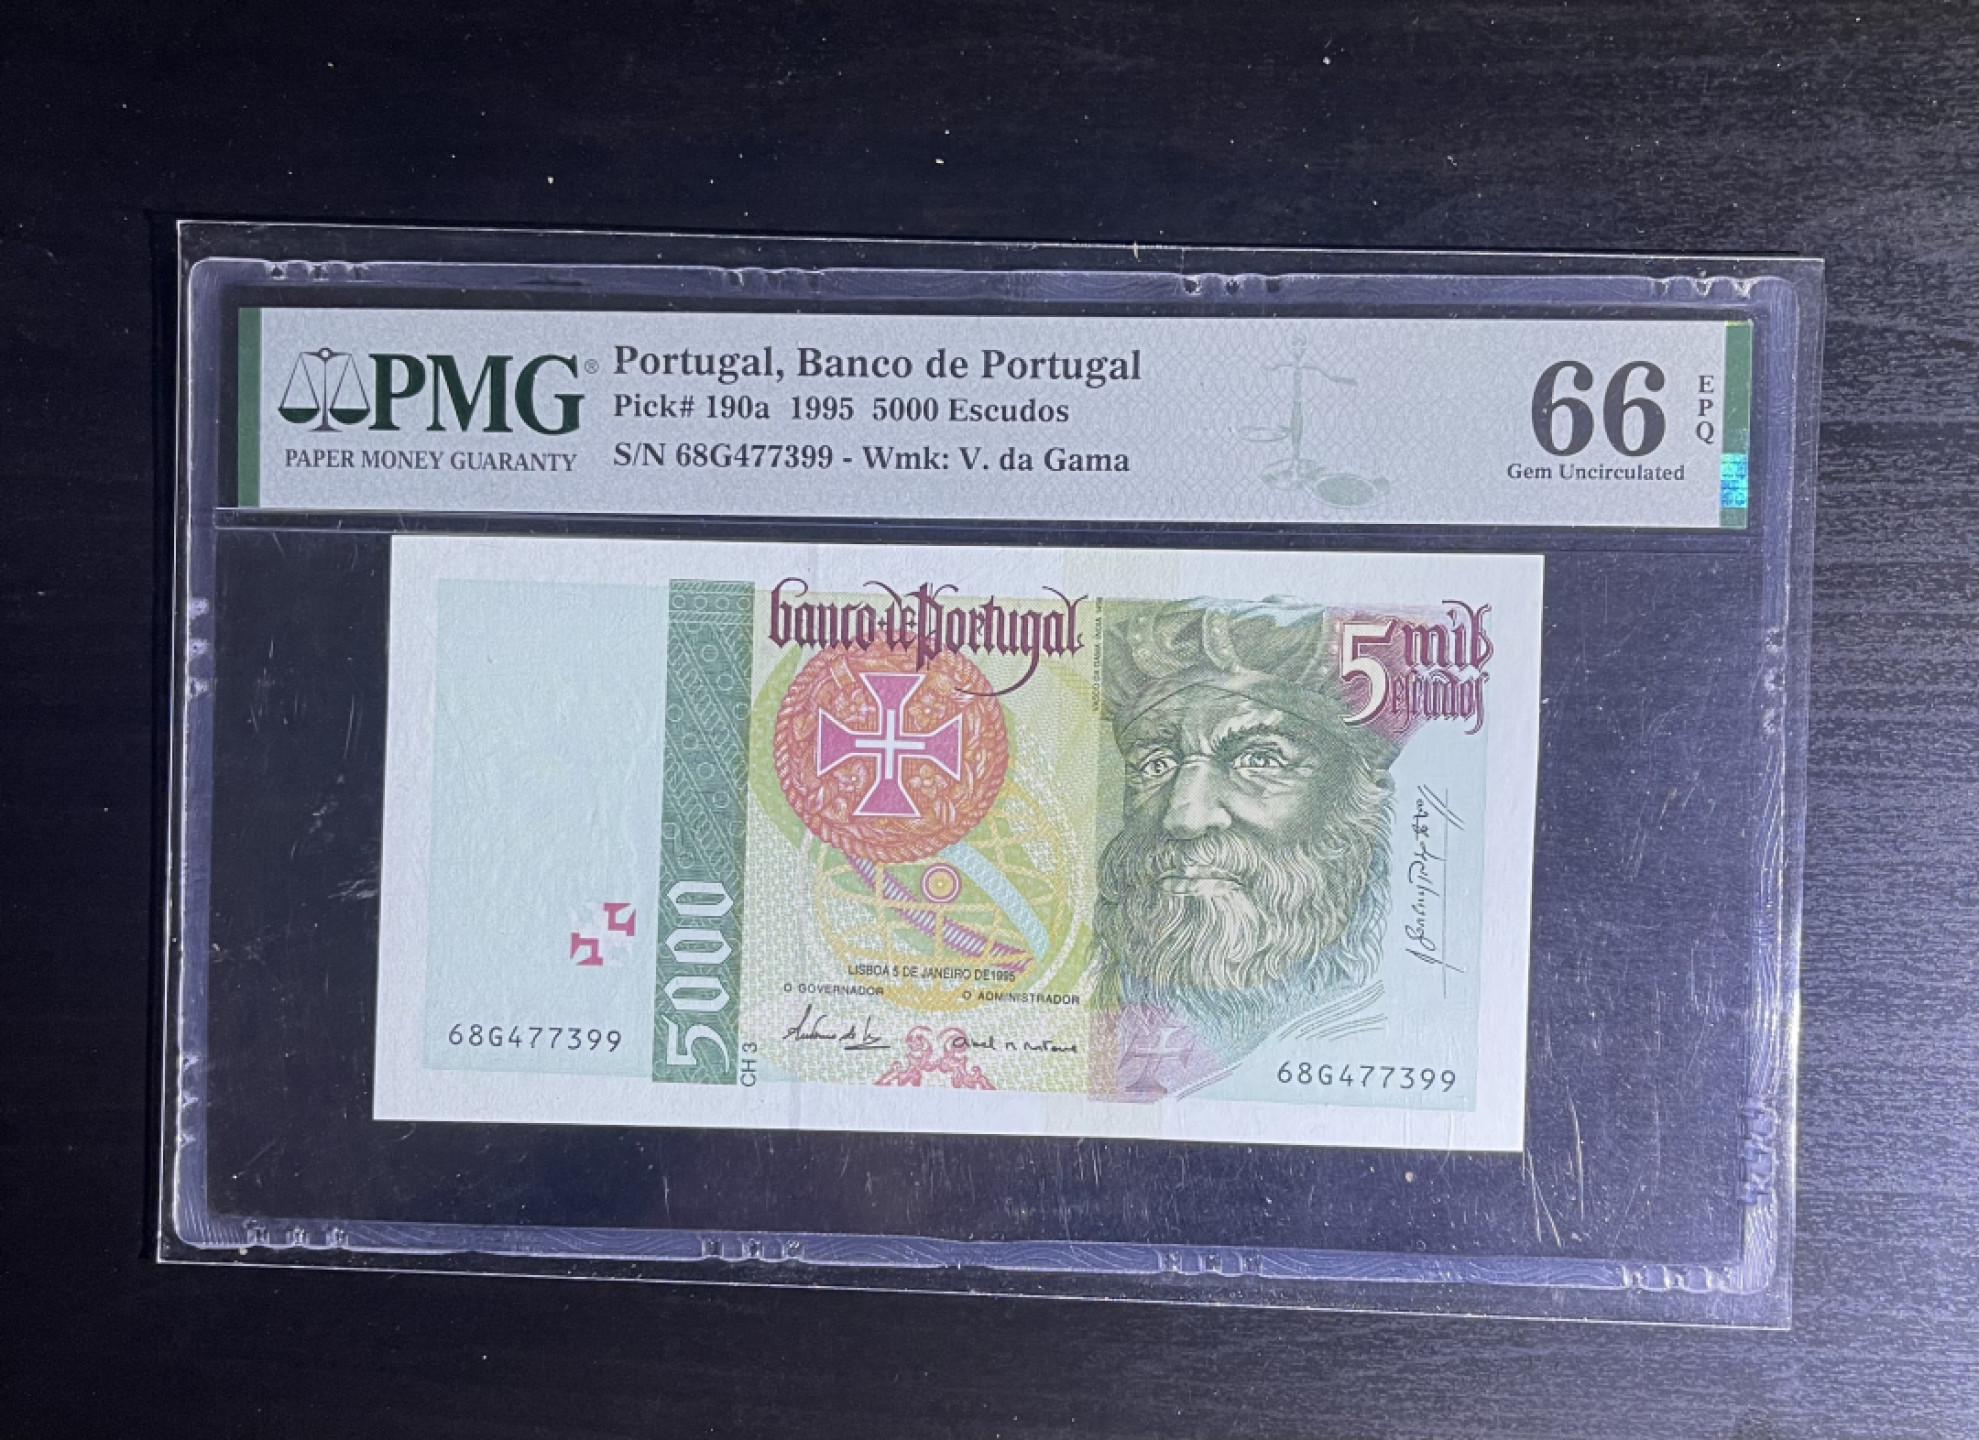 PMG®
PAPER MONEY GUARANTY
Portugal, Banco de Portugal
Pick# 190a 1995 5000 Escudos
S/N 68G477399 - Wmk: V. da Gama
66
EPQ
Gem Uncirculated
banco de Portugal
5 mil
escudos
5000
LISBOA 5 DE JANEIRO DE 1995
O GOVERNADOR
O ADMINISTRADOR
CH 3
68G477399
68G477399